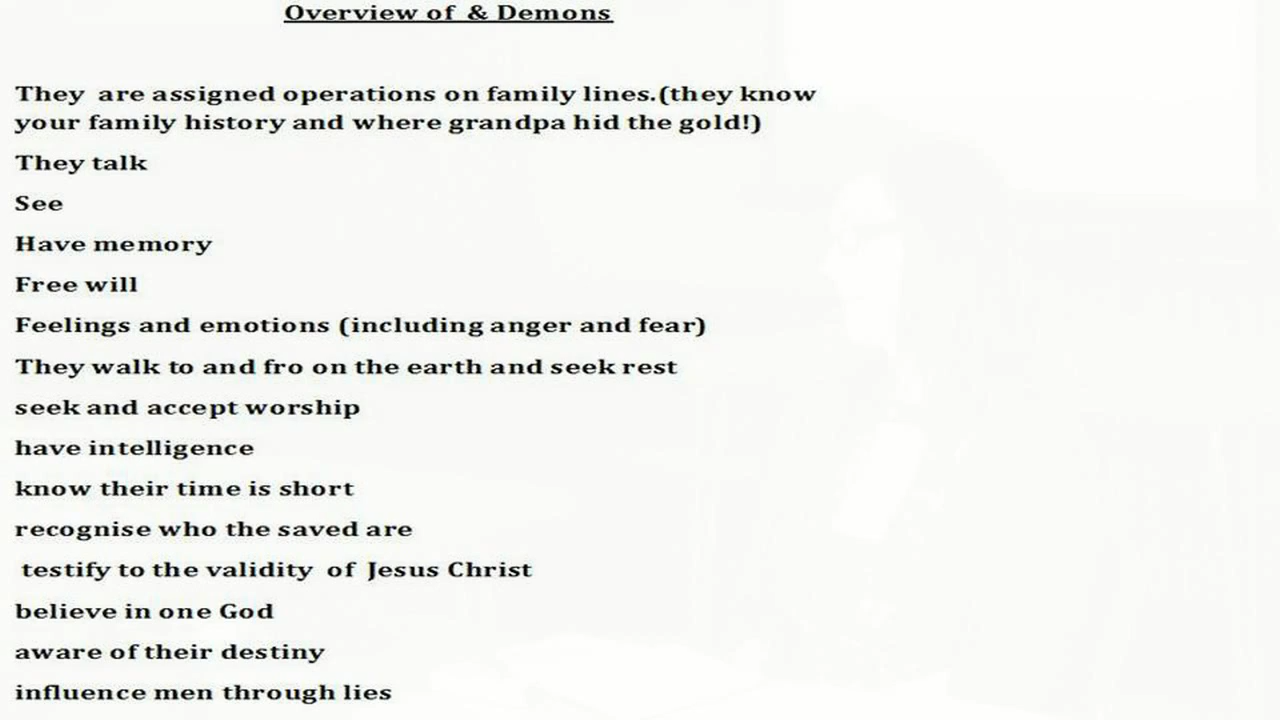 Overview of & Demons
They are assigned operations on family lines.(they know
your family history and where grandpa hid the gold!)
They talk
See
Have memory
Free will
Feelings and emotions (including anger and fear)
They walk to and fro on the earth and seek rest
seek and accept worship
have intelligence
know their time is short
recognise who the saved are
testify to the validity of Jesus Christ
believe in one God
aware of their destiny
influence men through lies